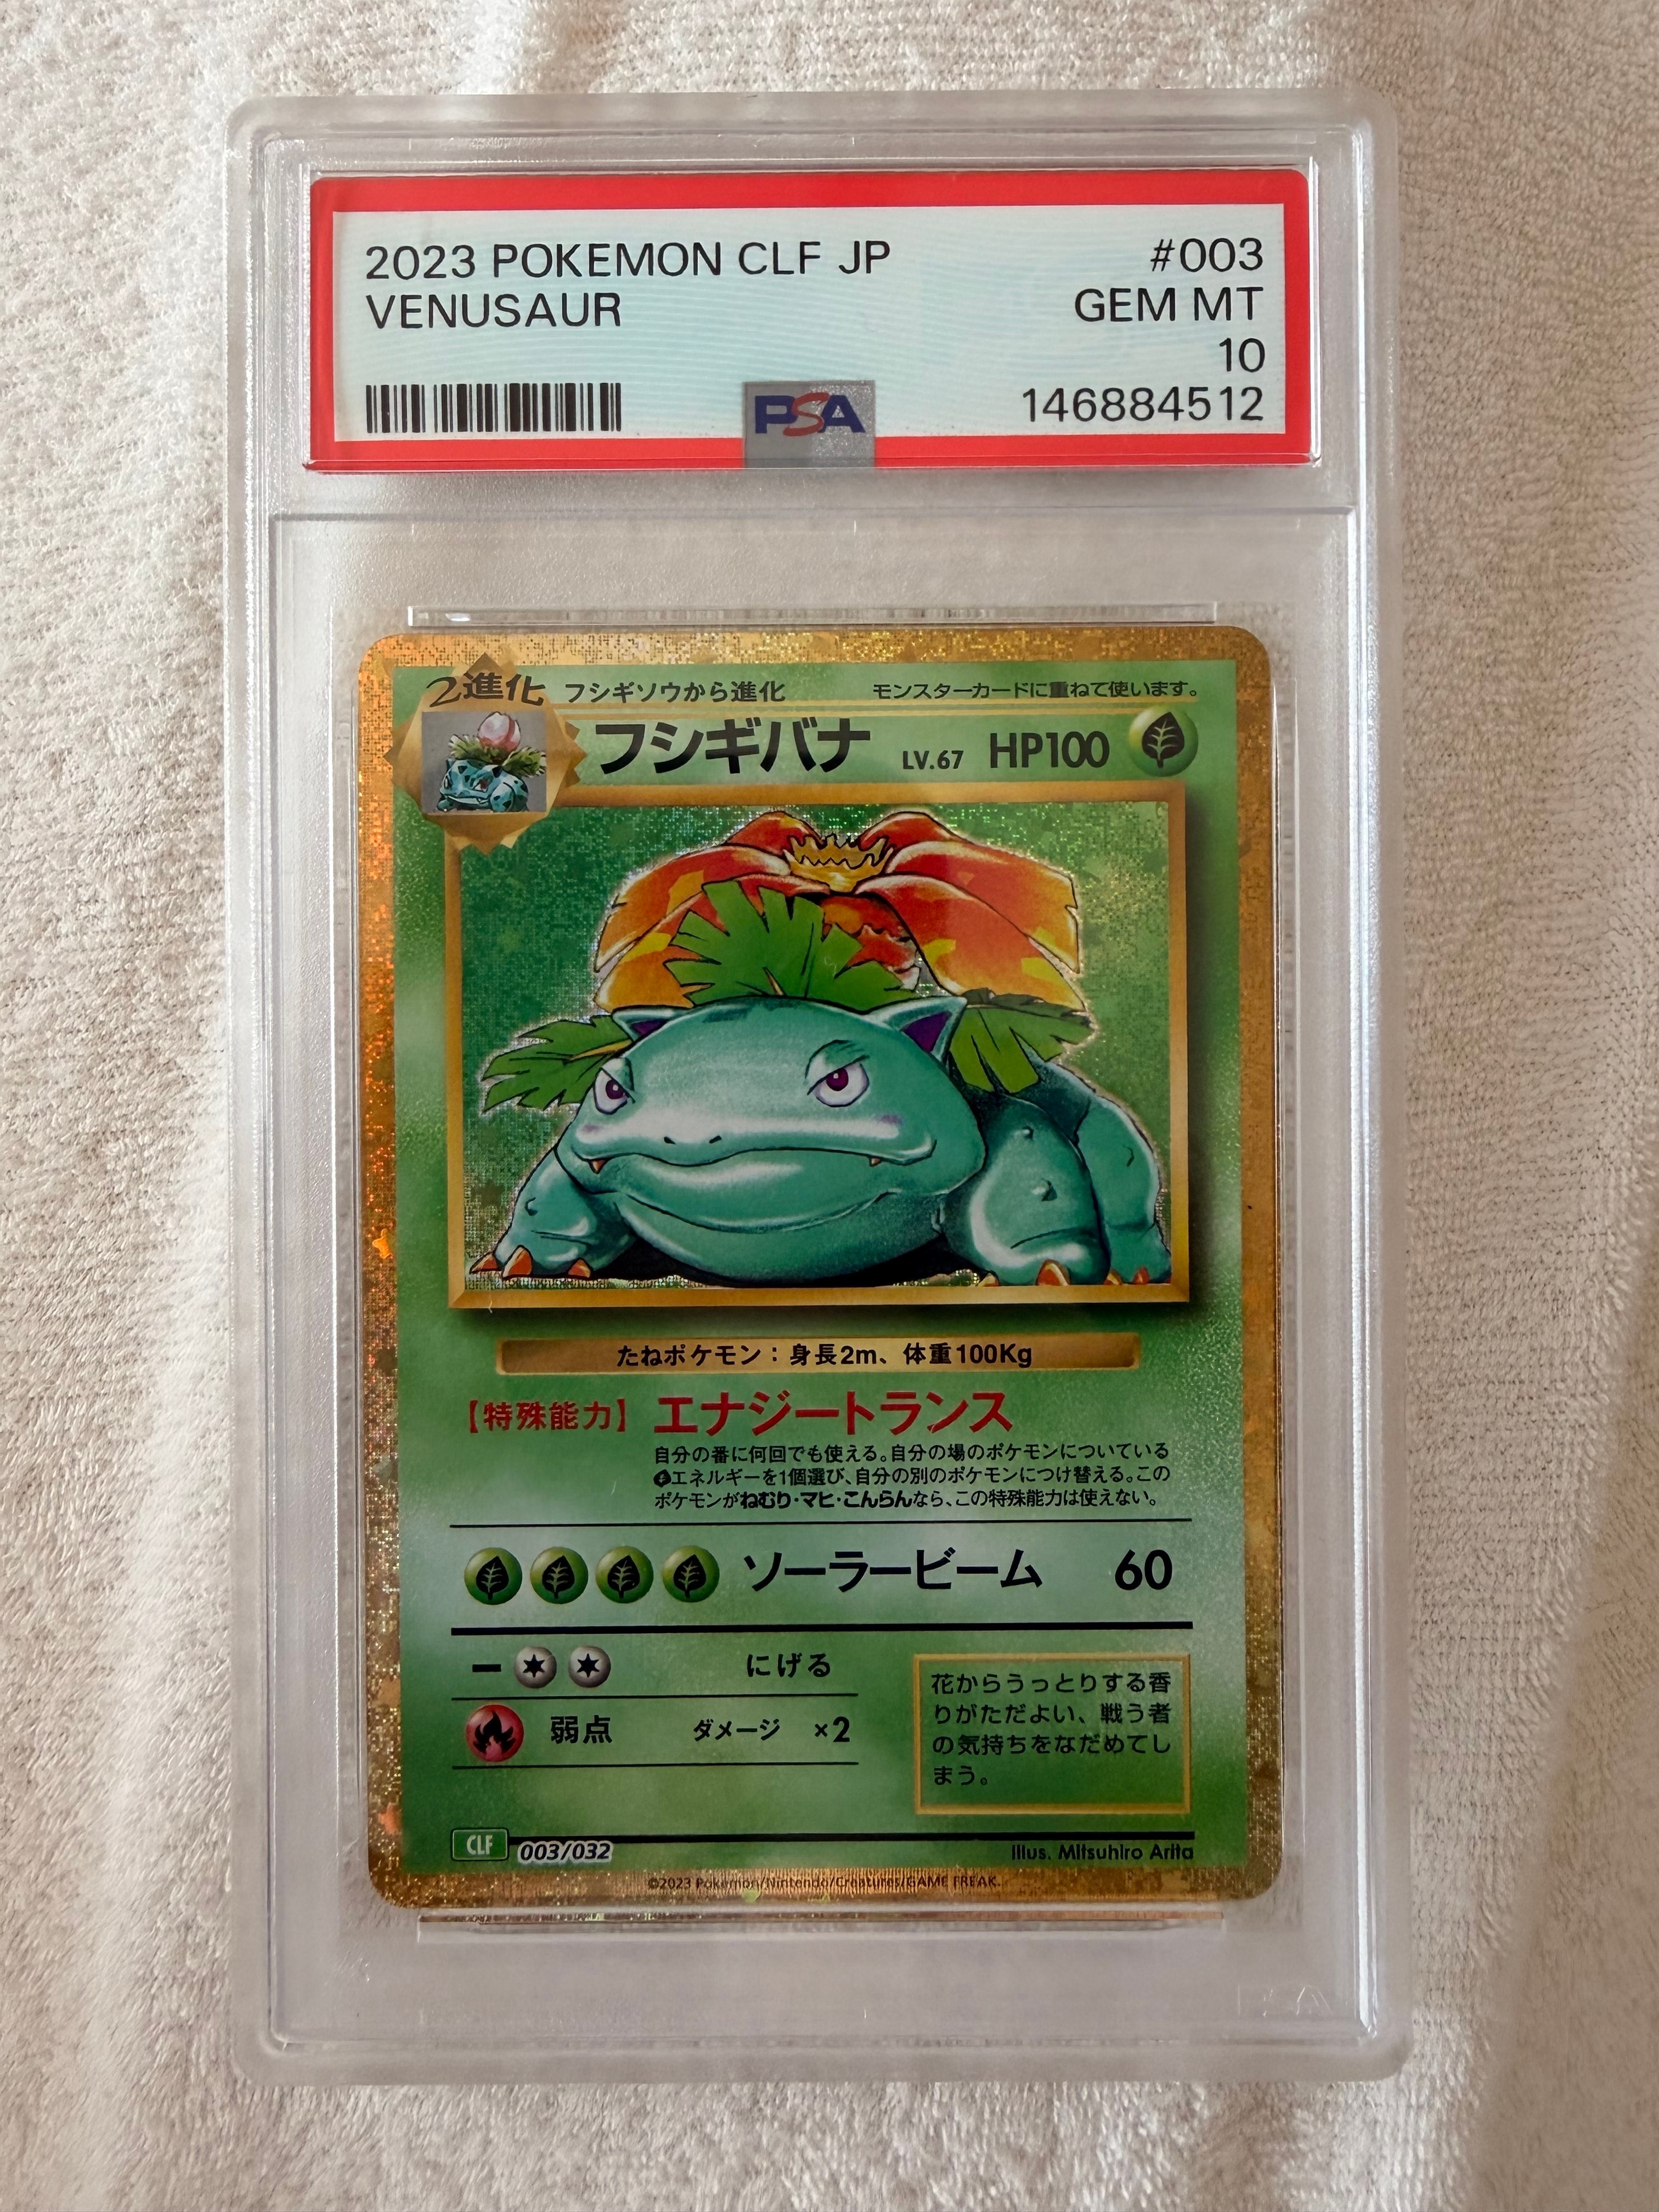 2023 POKEMON CLF JP #003
VENUSAUR GEM MT
10
PSA 146884512
2進化 フシギソウから進化 モンスターカードに重ねて使います。
フシギバナ LV.67 HP100
たねポケモン：身長2m、体重100Kg
【特殊能力】エナジートランス
自分の番に何回でも使える。自分の場のポケモンについている
エネルギーを1個選び、自分の別のポケモンにつけ替える。この
ポケモンがねむり・マヒ・こんらんなら、この特殊能力は使えない。
ソーラービーム 60
ー にげる
弱点 ダメージ ×2
花からうっとりする香
りがただよい、戦う者
の気持ちをなだめてし
まう。
CLF 003/032 Illus. Mitsuhiro Arita
©2023 Pokémon/Nintendo/Creatures/GAME FREAK.